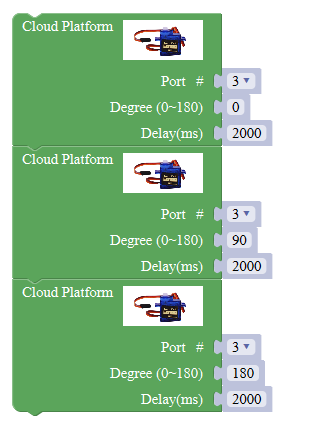 Cloud Platform
Port # 3
Degree (0~180) 0
Delay(ms) 2000
Cloud Platform
Port # 3
Degree (0~180) 90
Delay(ms) 2000
Cloud Platform
Port # 3
Degree (0~180) 180
Delay(ms) 2000